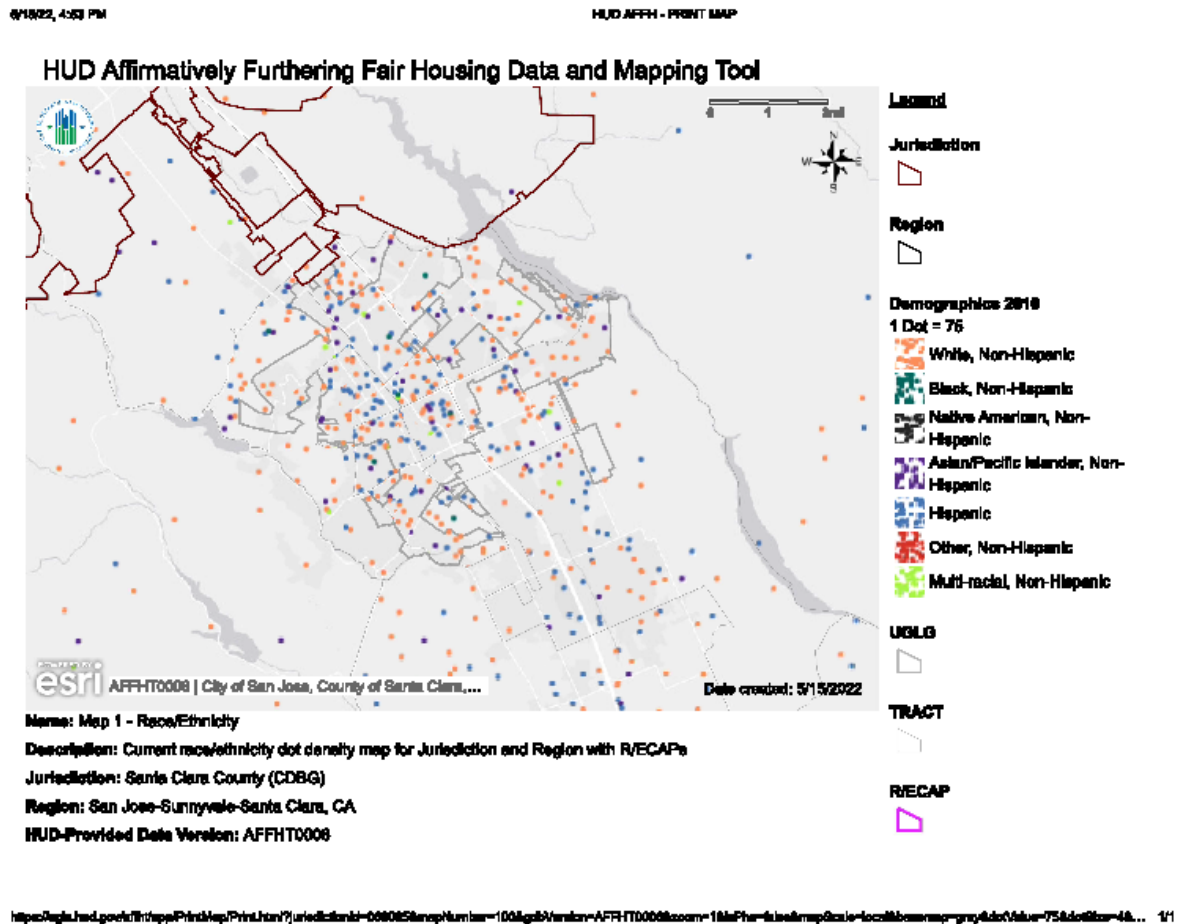 5/15/22, 4:53 PM
HUD AFFH - PRINT MAP
HUD Affirmatively Furthering Fair Housing Data and Mapping Tool
0 1 2mi
N
W E
S
Legend
Jurisdiction
Region
Demographics 2010
1 Dot = 75
White, Non-Hispanic
Black, Non-Hispanic
Native American, Non-
Hispanic
Asian/Pacific Islander, Non-
Hispanic
Hispanic
Other, Non-Hispanic
Multi-racial, Non-Hispanic
UGLG
TRACT
R/ECAP
POWERED BY
esri
AFFHT0006 | City of San Jose, County of Santa Clara,...
Date created: 5/15/2022
Name: Map 1 - Race/Ethnicity
Description: Current race/ethnicity dot density map for Jurisdiction and Region with R/ECAPs
Jurisdiction: Santa Clara County (CDBG)
Region: San Jose-Sunnyvale-Santa Clara, CA
HUD-Provided Data Version: AFFHT0006
1/1